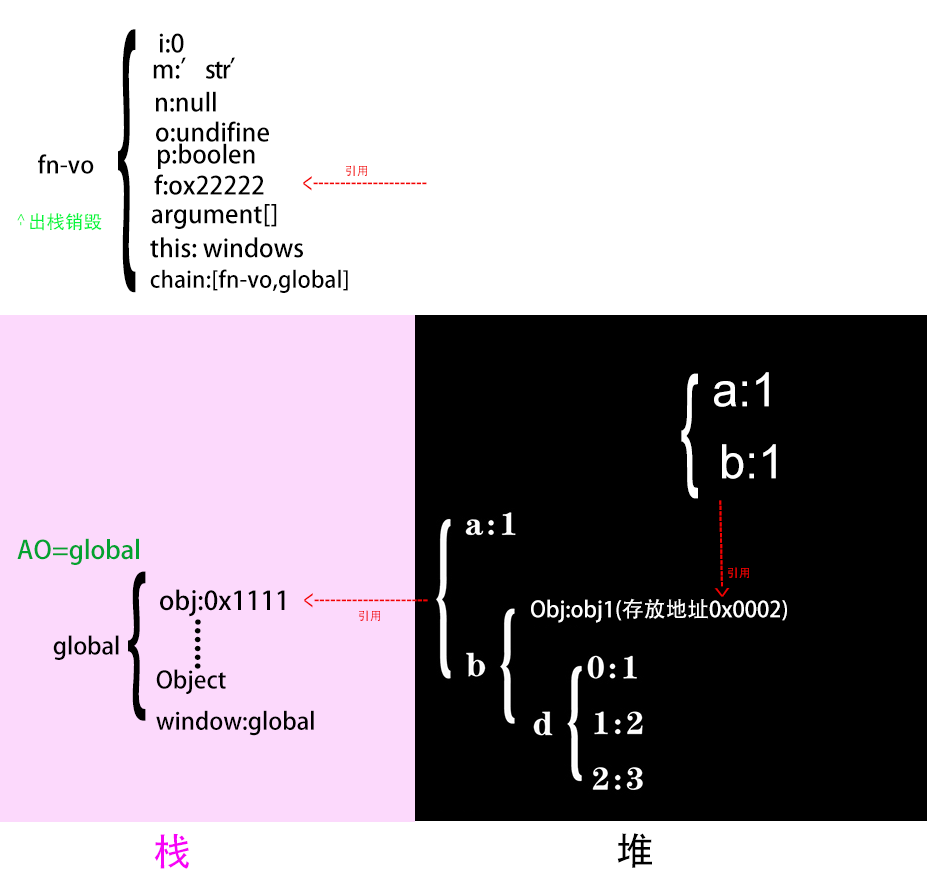 i:0
m:′ str′
n:null
o:undifine
p:boolen
fn-vo
f:ox22222
引用
^出栈销毁
argument[]
this: windows
chain:[fn-vo,global]
a:1
b:1
引用
a:1
AO=global
obj:0x1111
引用
Obj:obj1(存放地址0x0002)
global
b
0:1
Object
window:global
d
1:2
2:3
栈
堆